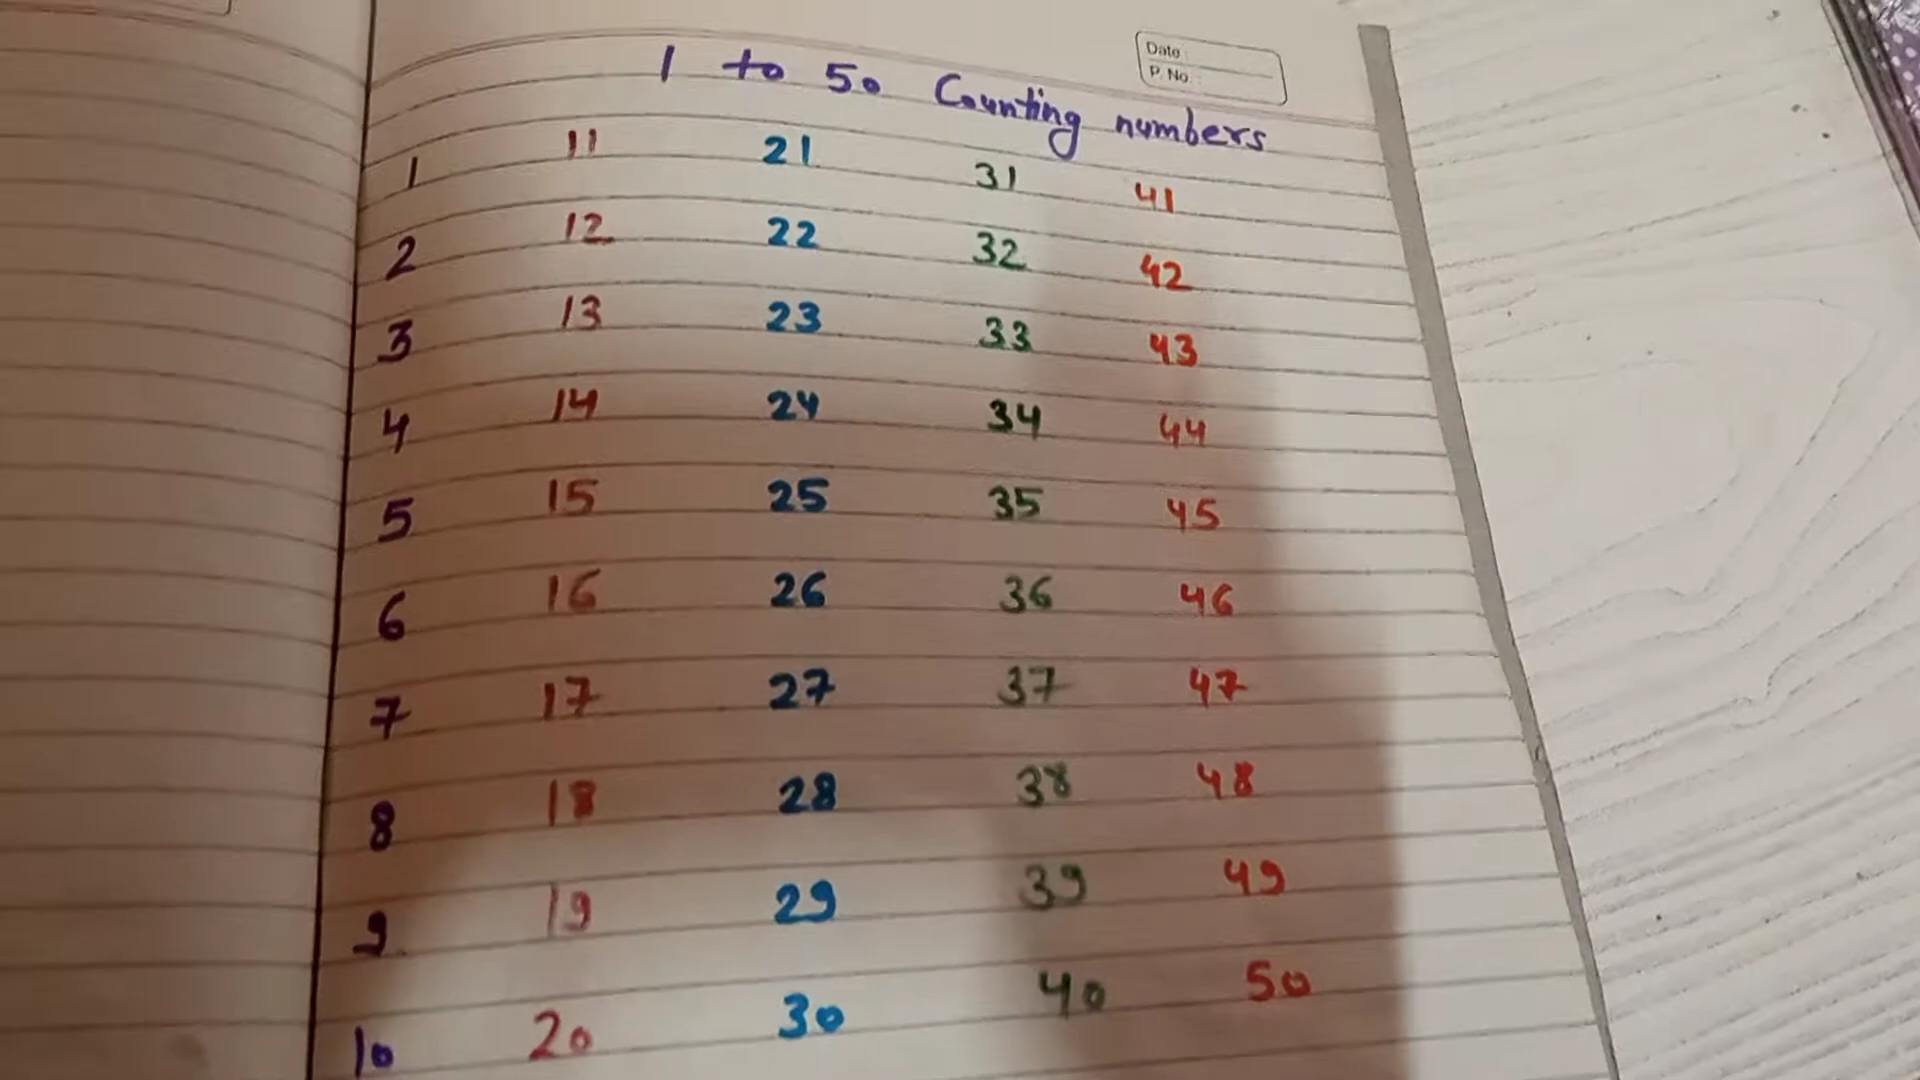 Date :
P. No. :
1 to 50 Counting numbers
1 11 21 31 41
2 12 22 32 42
3 13 23 33 43
4 14 24 34 44
5 15 25 35 45
6 16 26 36 46
7 17 27 37 47
8 18 28 38 48
9 19 29 39 49
10 20 30 40 50